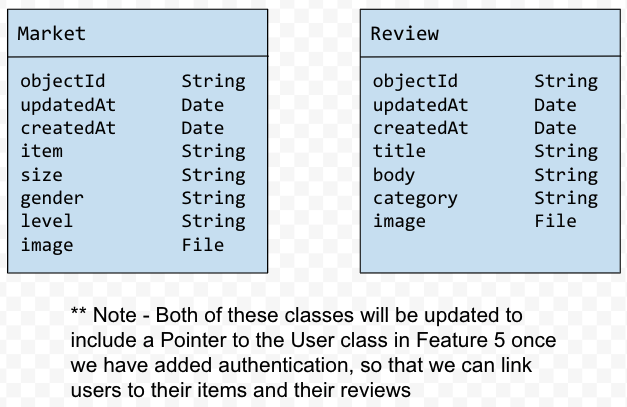 Market
objectId String
updatedAt Date
createdAt Date
item String
size String
gender String
level String
image File
Review
objectId String
updatedAt Date
createdAt Date
title String
body String
category String
image File
** Note - Both of these classes will be updated to
include a Pointer to the User class in Feature 5 once
we have added authentication, so that we can link
users to their items and their reviews